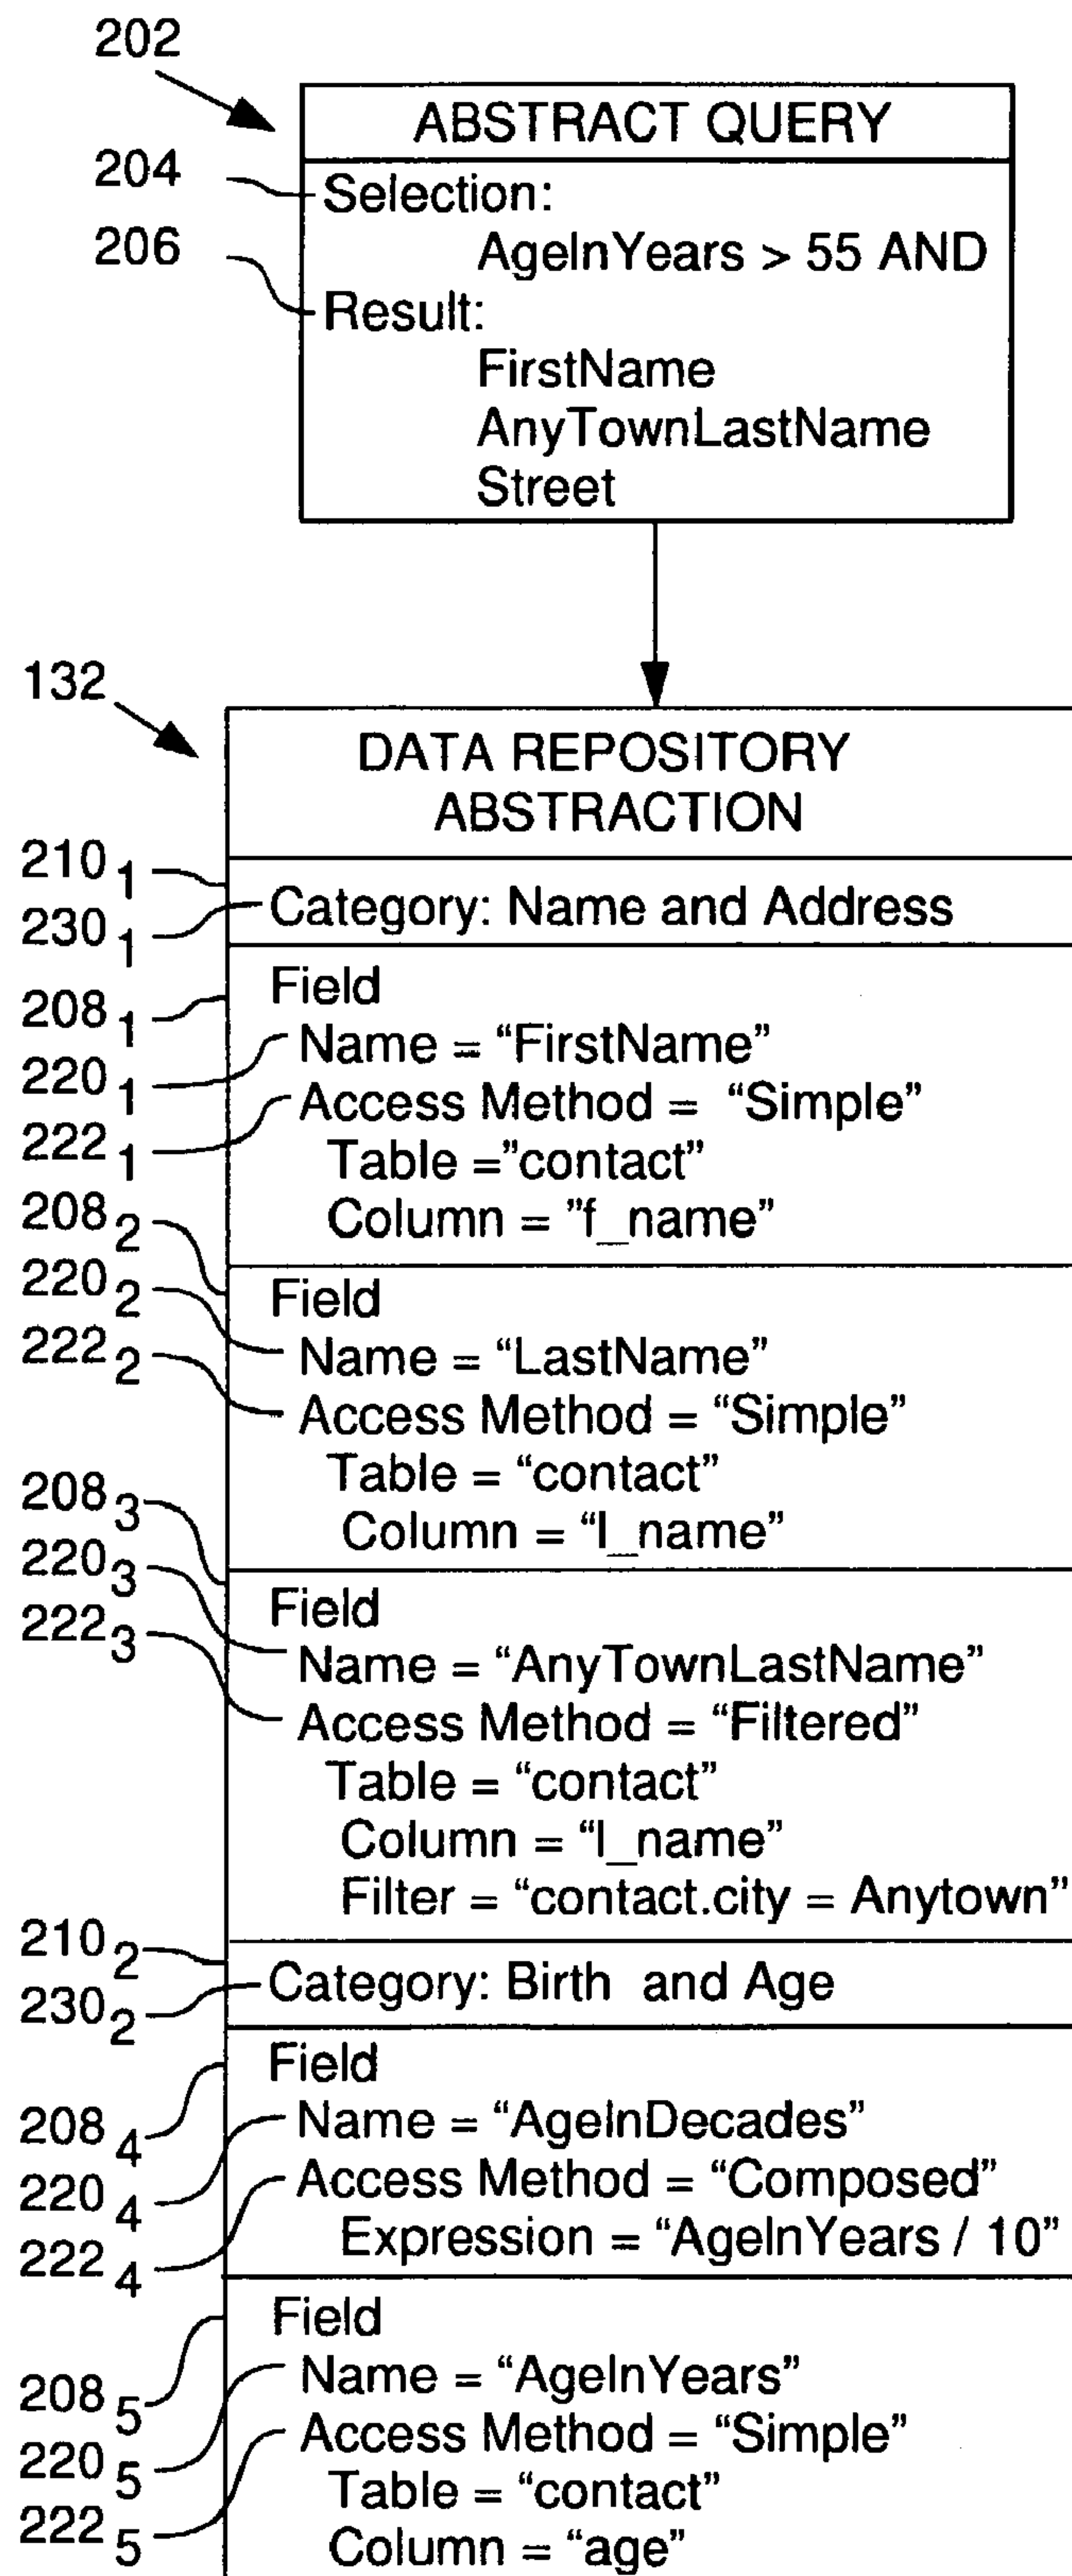 202
ABSTRACT QUERY
204
Selection:
AgeInYears > 55 AND
206
Result:
FirstName
AnyTownLastName
Street
132
DATA REPOSITORY
ABSTRACTION
210 1
230 1
Category: Name and Address
208 1
Field
220 1
Name = “FirstName”
222 1
Access Method = “Simple”
Table =”contact”
Column = ”f_name”
208 2
Field
220 2
Name = “LastName”
222 2
Access Method = “Simple”
Table = “contact”
Column = “l_name”
208 3
Field
220 3
Name = “AnyTownLastName”
222 3
Access Method = “Filtered”
Table = “contact”
Column = “l_name”
Filter = “contact.city = Anytown”
210 2
230 2
Category: Birth and Age
208 4
Field
220 4
Name = “AgeInDecades”
222 4
Access Method = “Composed”
Expression = “AgeInYears / 10”
208 5
Field
220 5
Name = “AgeInYears”
222 5
Access Method = “Simple”
Table = “contact”
Column = “age”